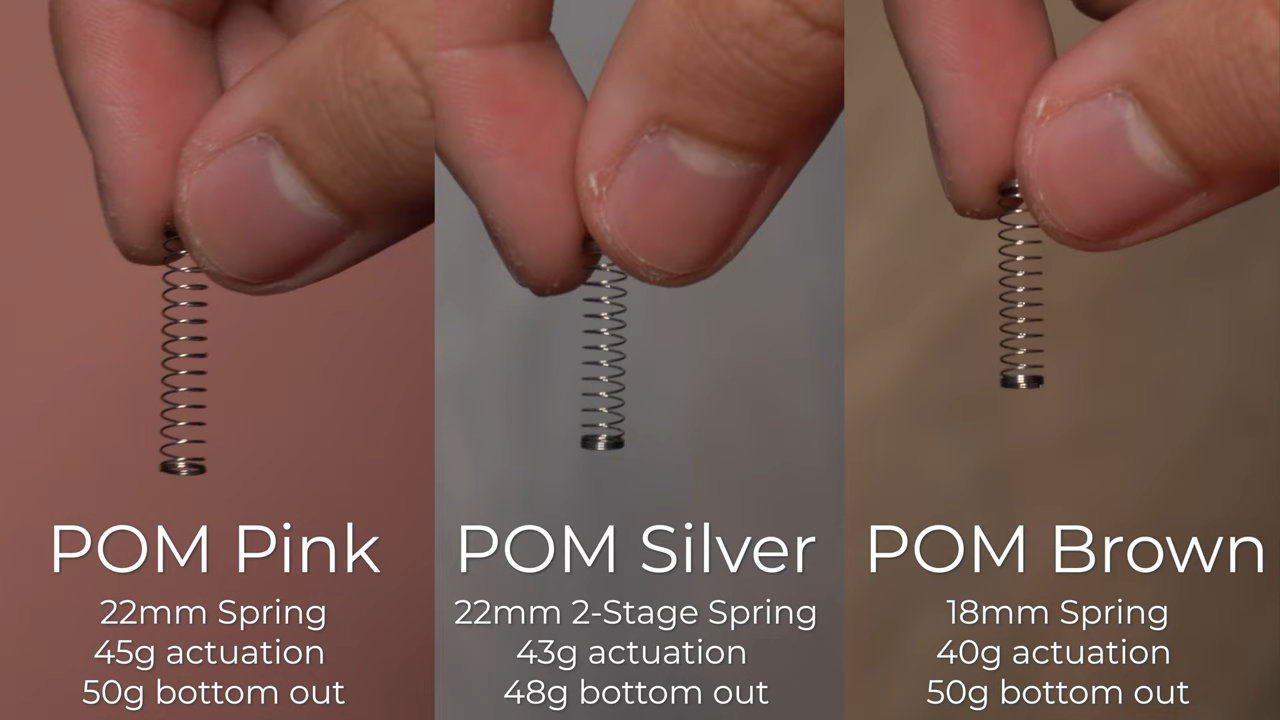 POM Pink
22mm Spring
45g actuation
50g bottom out
POM Silver
22mm 2-Stage Spring
43g actuation
48g bottom out
POM Brown
18mm Spring
40g actuation
50g bottom out